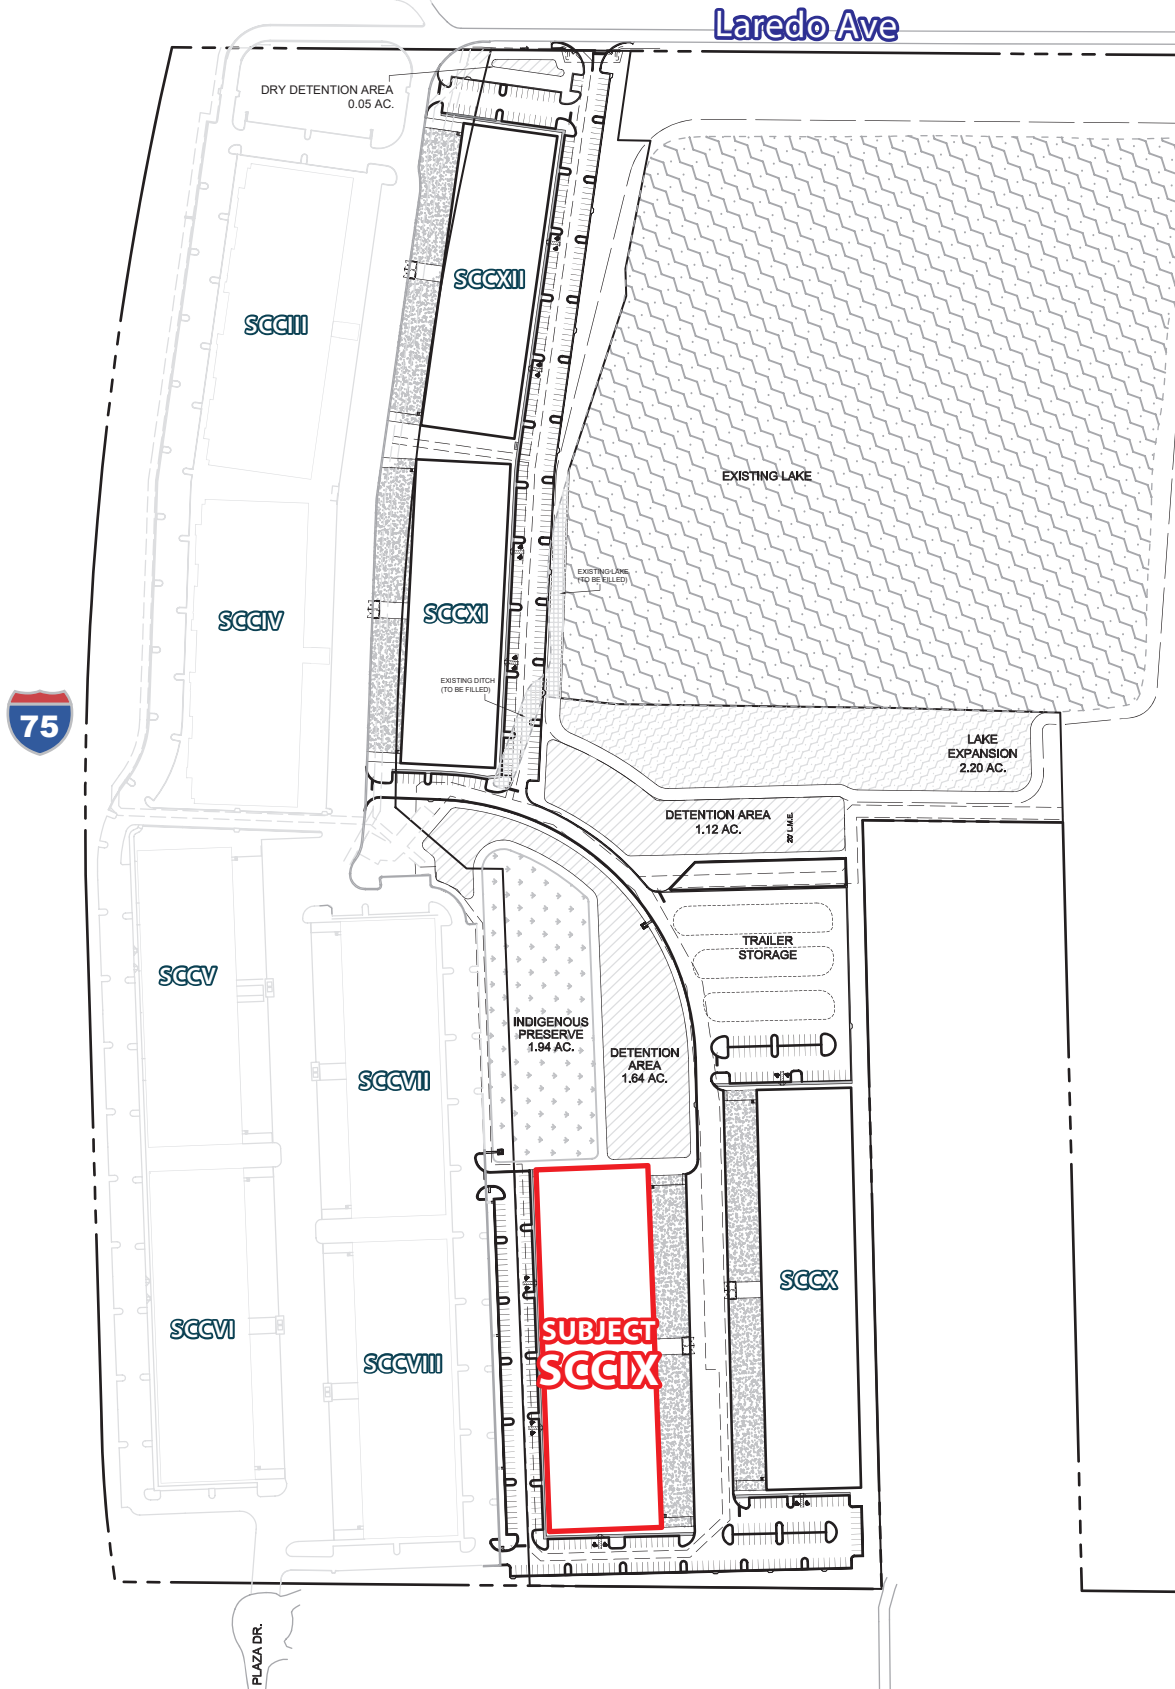 Laredo Ave
DRY DETENTION AREA
0.05 AC.
SCCXII
SCCIII
EXISTING LAKE
EXISTING LAKE
(TO BE FILLED)
SCCXI
SCCIV
EXISTING DITCH
(TO BE FILLED)
75
LAKE
EXPANSION
2.20 AC.
DETENTION AREA
1.12 AC.
20' L.M.E.
TRAILER
STORAGE
SCCV
INDIGENOUS
PRESERVE
1.94 AC.
DETENTION
AREA
1.64 AC.
SCCVII
SCCX
SCCVI
SUBJECT
SCCIX
SCCVIII
PLAZA DR.